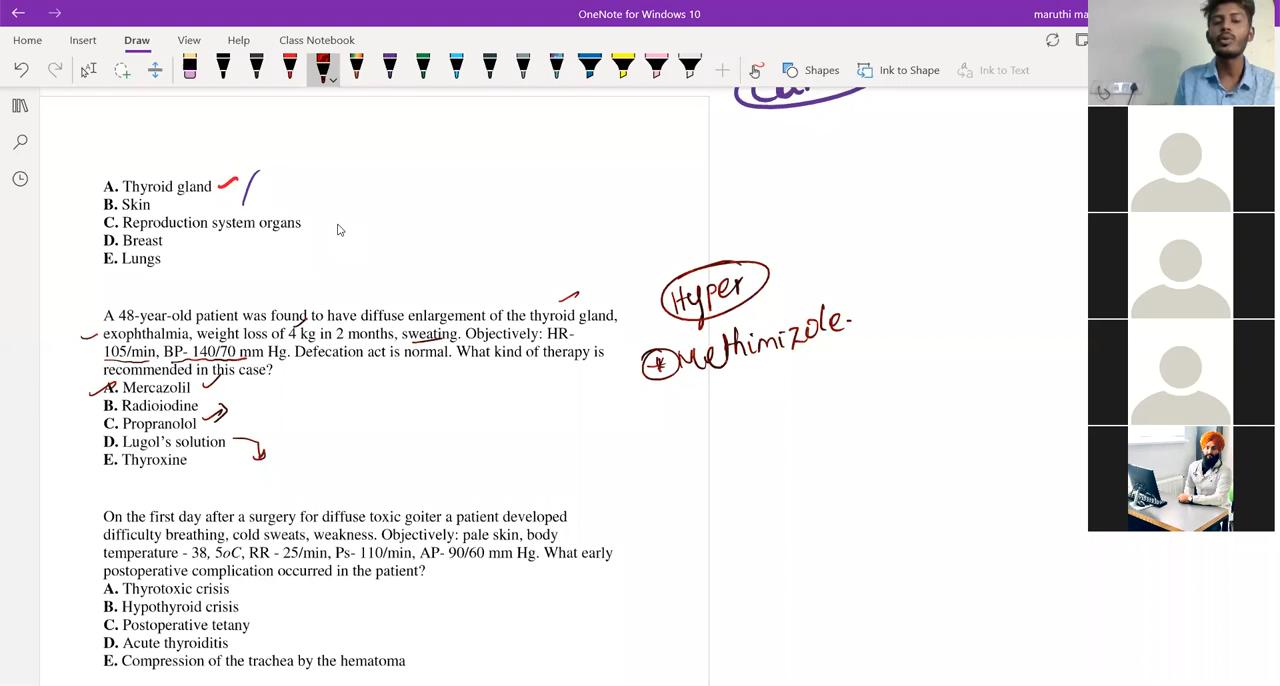 OneNote for Windows 10
maruthi ma
Home Insert Draw View Help Class Notebook
Shapes Ink to Shape Ink to Text
A. Thyroid gland
B. Skin
C. Reproduction system organs
D. Breast
E. Lungs
Hyper
A 48-year-old patient was found to have diffuse enlargement of the thyroid gland,
exophthalmia, weight loss of 4 kg in 2 months, sweating. Objectively: HR-
105/min, BP- 140/70 mm Hg. Defecation act is normal. What kind of therapy is
recommended in this case?
* Methimizole.
A. Mercazolil
B. Radioiodine
C. Propranolol
D. Lugol's solution
E. Thyroxine
On the first day after a surgery for diffuse toxic goiter a patient developed
difficulty breathing, cold sweats, weakness. Objectively: pale skin, body
temperature - 38, 5oC, RR - 25/min, Ps- 110/min, AP- 90/60 mm Hg. What early
postoperative complication occurred in the patient?
A. Thyrotoxic crisis
B. Hypothyroid crisis
C. Postoperative tetany
D. Acute thyroiditis
E. Compression of the trachea by the hematoma